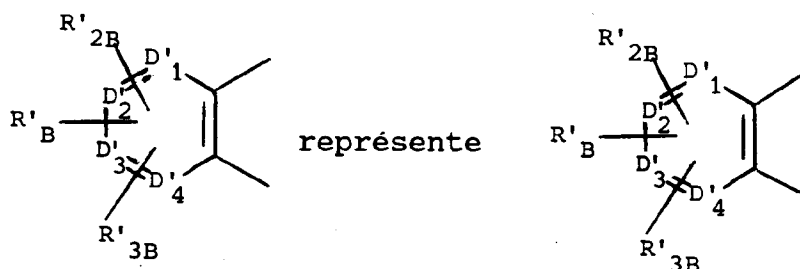 R'2B
D'1
D'2
R'B
D'3
D'4
R'3B
représente
R'2B
D'1
D'2
R'B
D'3
D'4
R'3B